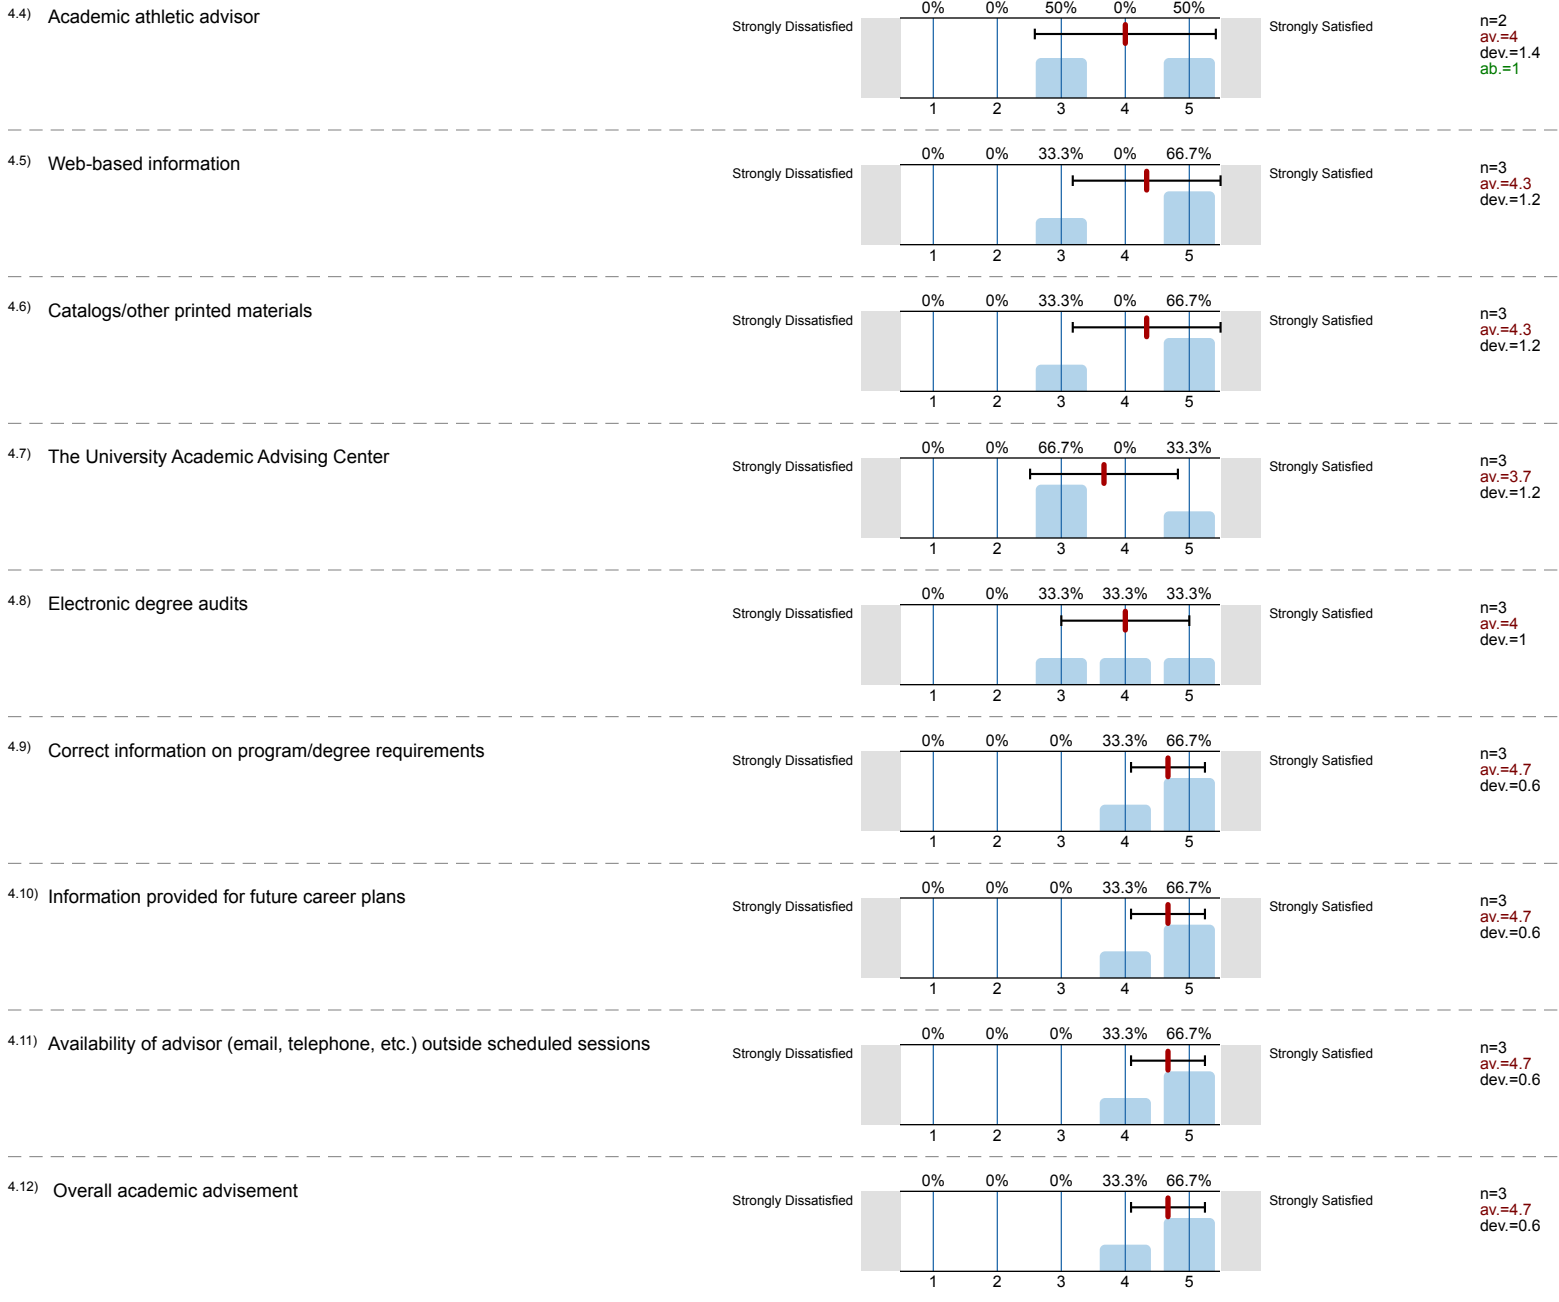 4.4) Academic athletic advisor
0% 0% 50% 0% 50%
Strongly Dissatisfied
Strongly Satisfied
n=2
av.=4
dev.=1.4
ab.=1
1 2 3 4 5
4.5) Web-based information
0% 0% 33.3% 0% 66.7%
Strongly Dissatisfied
Strongly Satisfied
n=3
av.=4.3
dev.=1.2
1 2 3 4 5
4.6) Catalogs/other printed materials
0% 0% 33.3% 0% 66.7%
Strongly Dissatisfied
Strongly Satisfied
n=3
av.=4.3
dev.=1.2
1 2 3 4 5
4.7) The University Academic Advising Center
0% 0% 66.7% 0% 33.3%
Strongly Dissatisfied
Strongly Satisfied
n=3
av.=3.7
dev.=1.2
1 2 3 4 5
4.8) Electronic degree audits
0% 0% 33.3% 33.3% 33.3%
Strongly Dissatisfied
Strongly Satisfied
n=3
av.=4
dev.=1
1 2 3 4 5
4.9) Correct information on program/degree requirements
0% 0% 0% 33.3% 66.7%
Strongly Dissatisfied
Strongly Satisfied
n=3
av.=4.7
dev.=0.6
1 2 3 4 5
4.10) Information provided for future career plans
0% 0% 0% 33.3% 66.7%
Strongly Dissatisfied
Strongly Satisfied
n=3
av.=4.7
dev.=0.6
1 2 3 4 5
4.11) Availability of advisor (email, telephone, etc.) outside scheduled sessions
0% 0% 0% 33.3% 66.7%
Strongly Dissatisfied
Strongly Satisfied
n=3
av.=4.7
dev.=0.6
1 2 3 4 5
4.12) Overall academic advisement
0% 0% 0% 33.3% 66.7%
Strongly Dissatisfied
Strongly Satisfied
n=3
av.=4.7
dev.=0.6
1 2 3 4 5